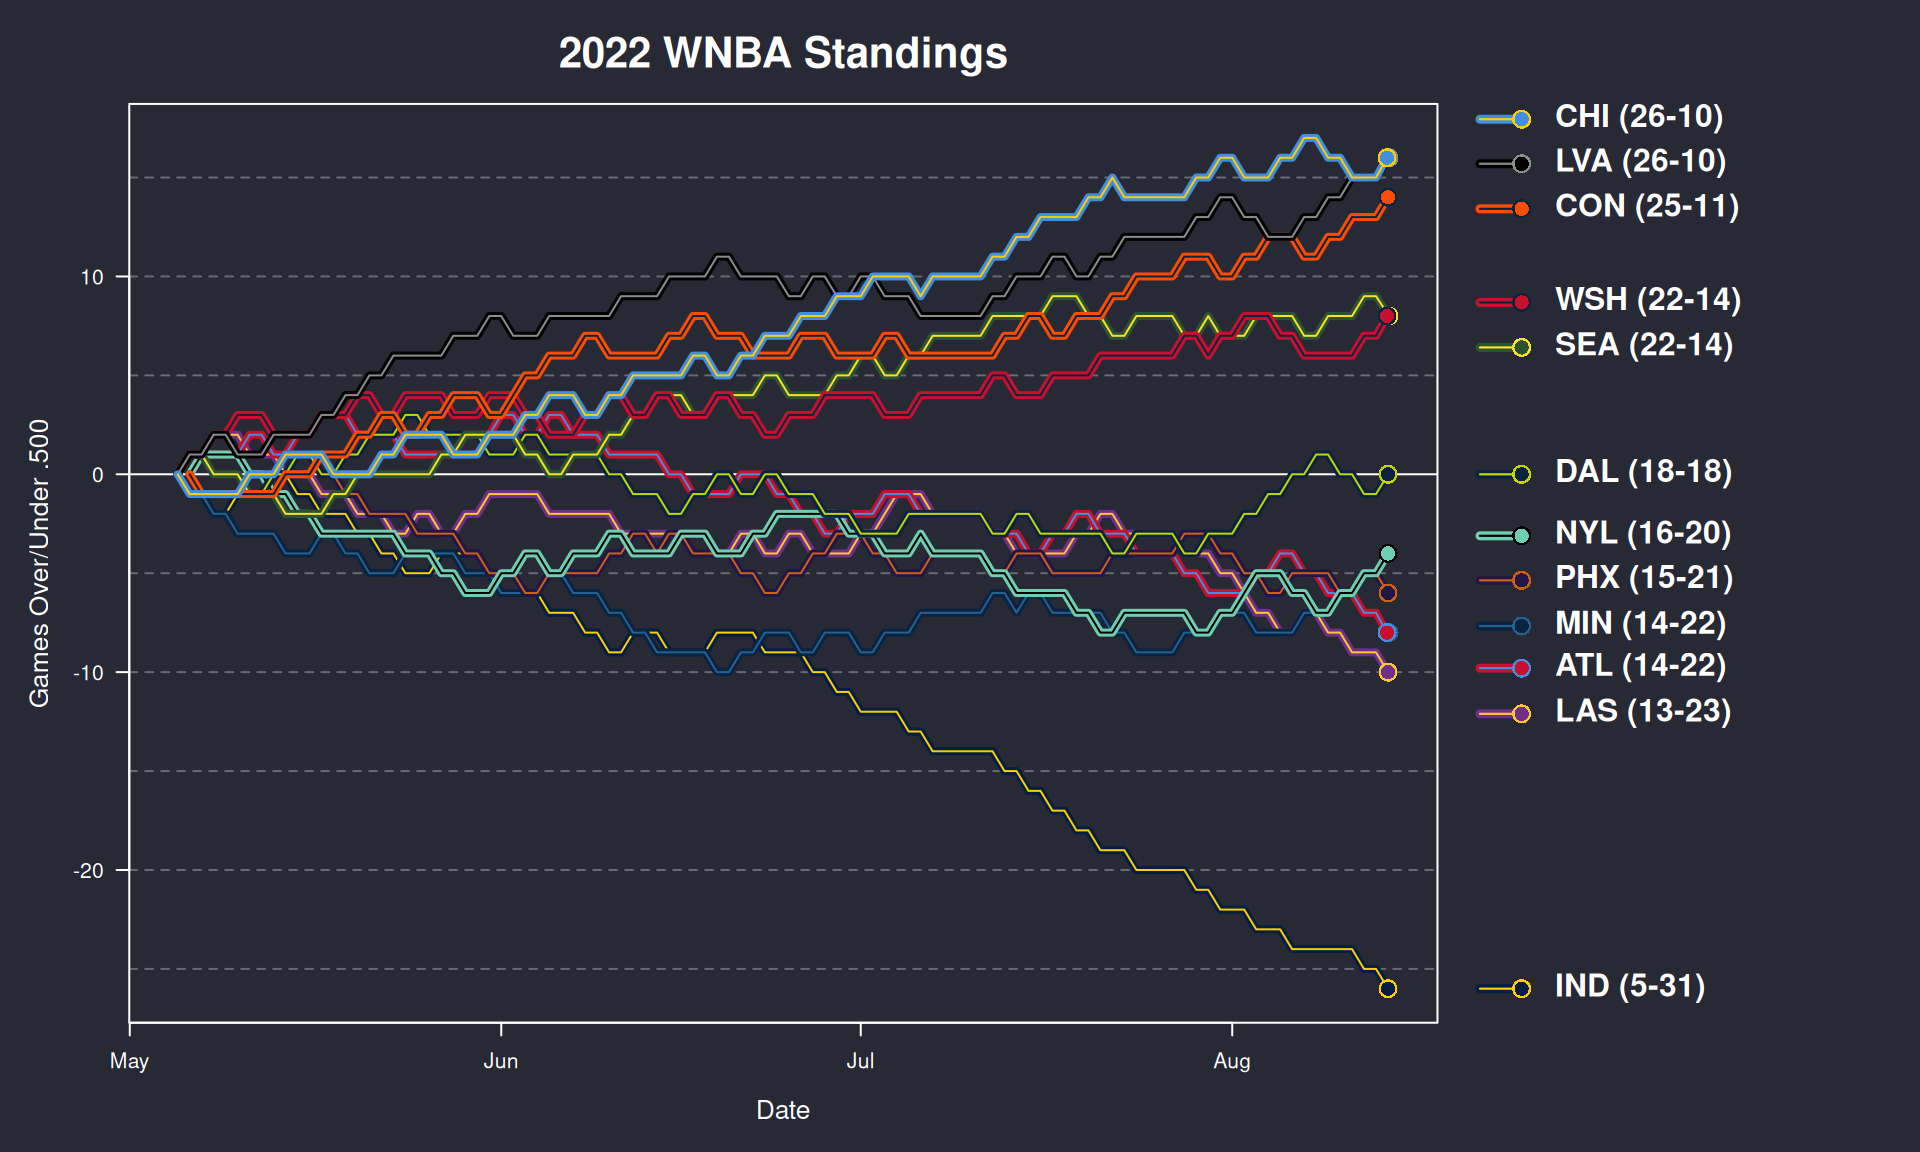 2022 WNBA Standings
CHI (26-10)
LVA (26-10)
CON (25-11)
WSH (22-14)
SEA (22-14)
DAL (18-18)
NYL (16-20)
PHX (15-21)
MIN (14-22)
ATL (14-22)
LAS (13-23)
IND (5-31)
Games Over/Under .500
10
0
-10
-20
May
Jun
Jul
Aug
Date